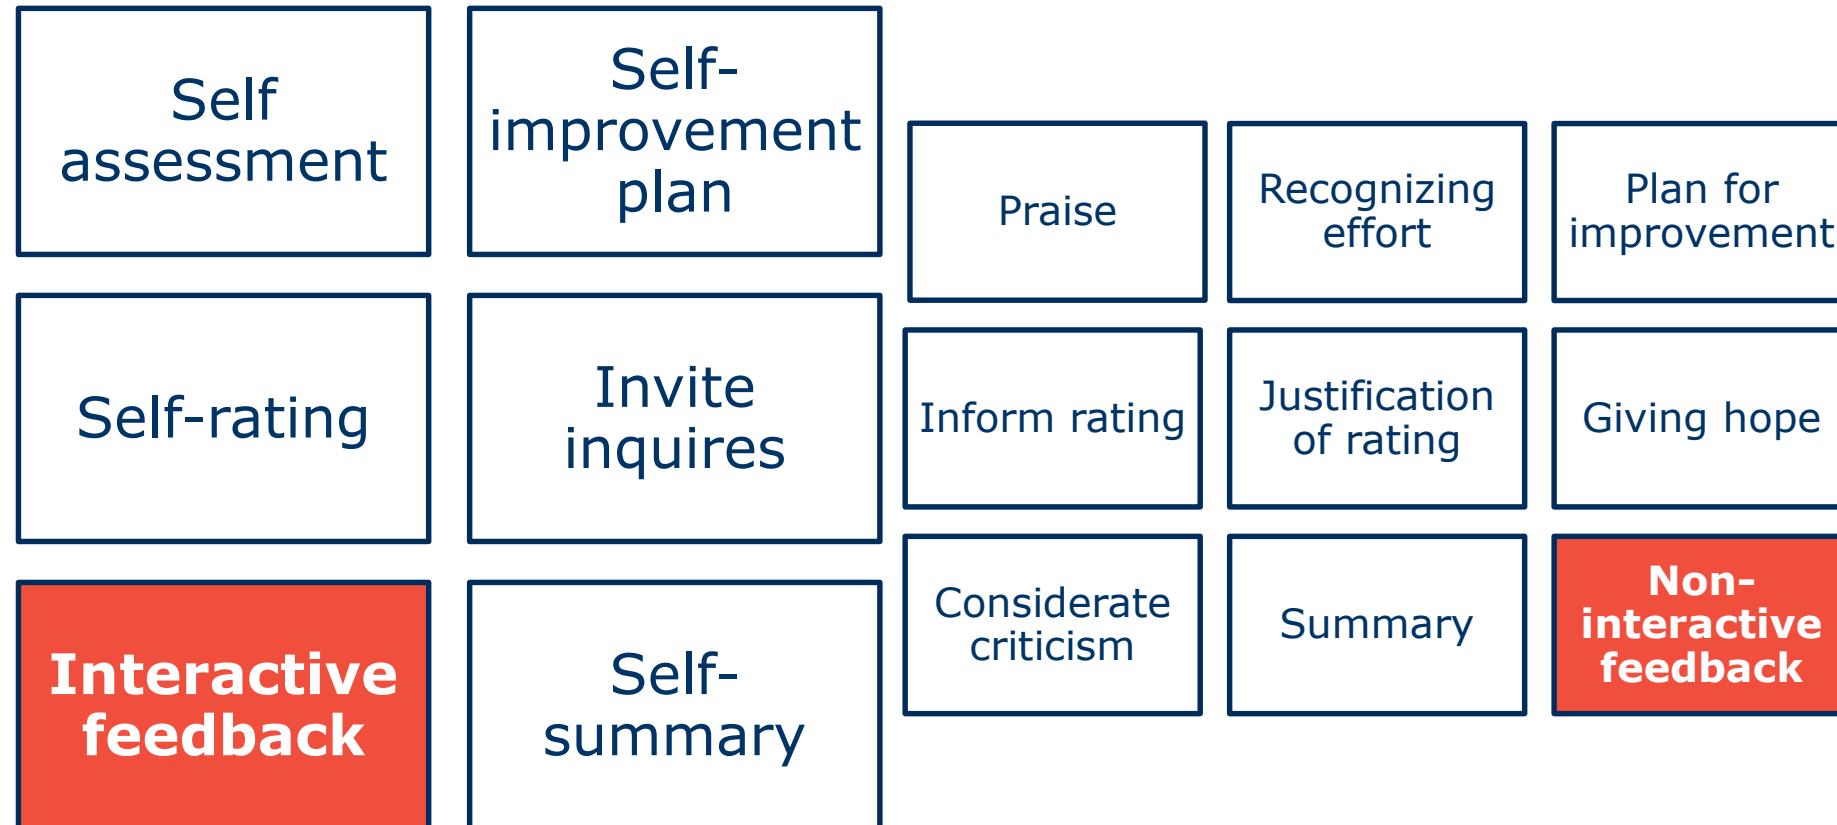 Self
assessment
Self-
improvement
plan
Self-rating
Invite
inquires
Interactive
feedback
Self-
summary
Praise
Recognizing
effort
Plan for
improvement
Inform rating
Justification
of rating
Giving hope
Considerate
criticism
Summary
Non-
interactive
feedback